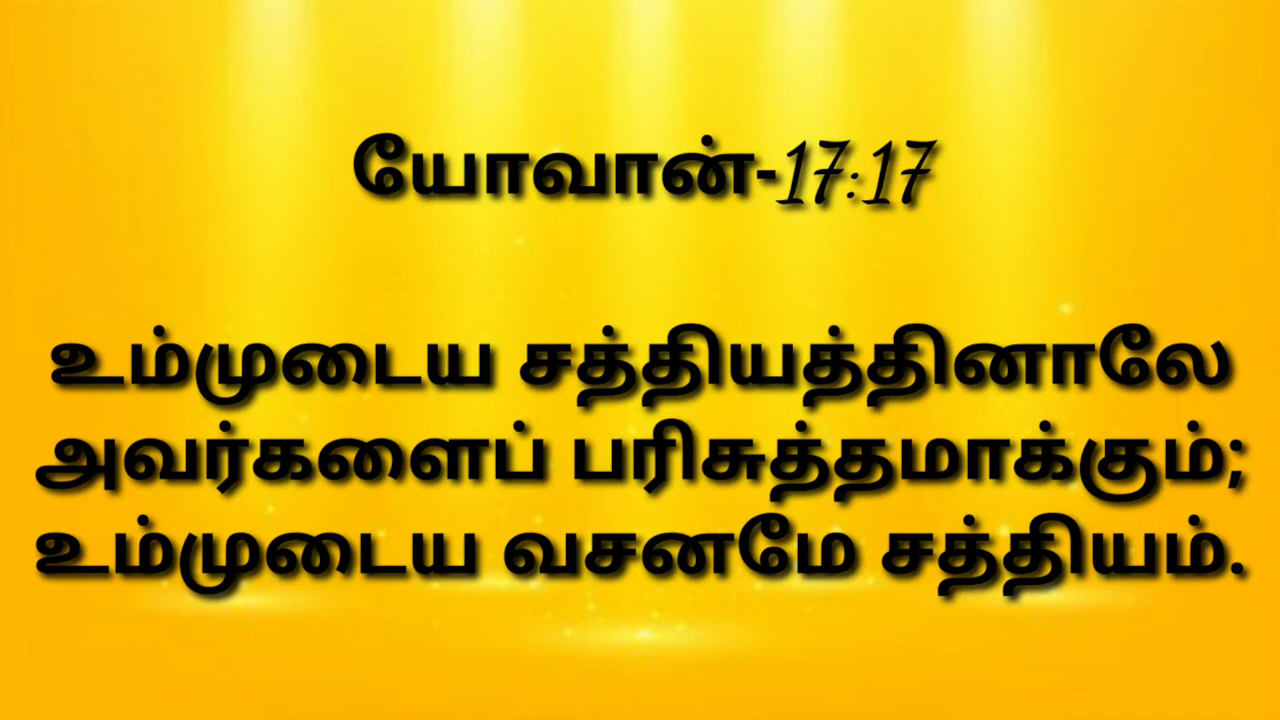 யோவான்-17:17
உம்முடைய சத்தியத்தினாலே
அவர்களைப் பரிசுத்தமாக்கும்;
உம்முடைய வசனமே சத்தியம்.